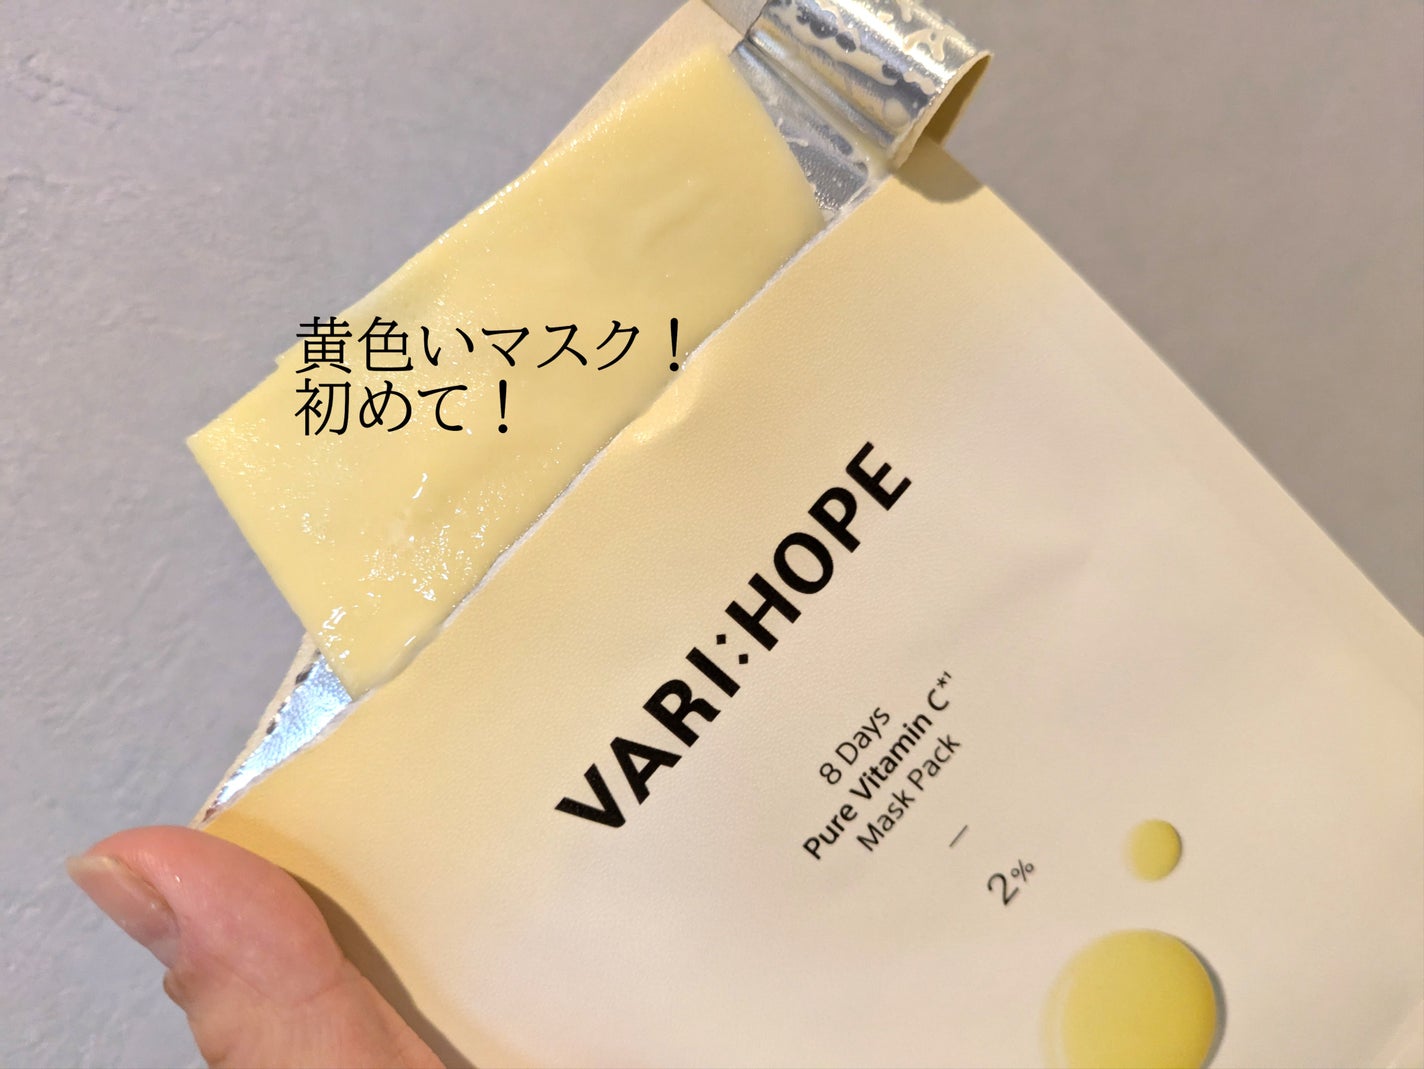 黄色いマスク！
初めて！
VARI:HOPE
8 Days
Pure Vitamin C*¹
Mask Pack
2%